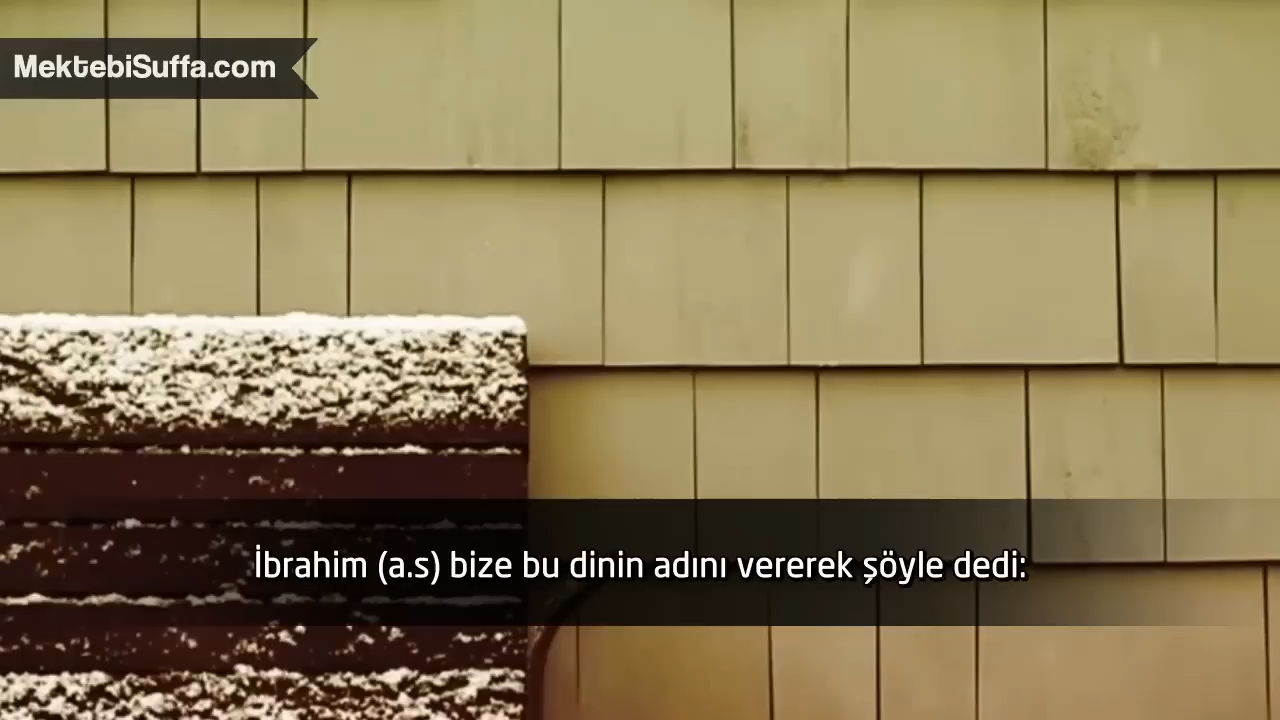 MektebiSuffa.com
İbrahim (a.s) bize bu dinin adını vererek şöyle dedi: